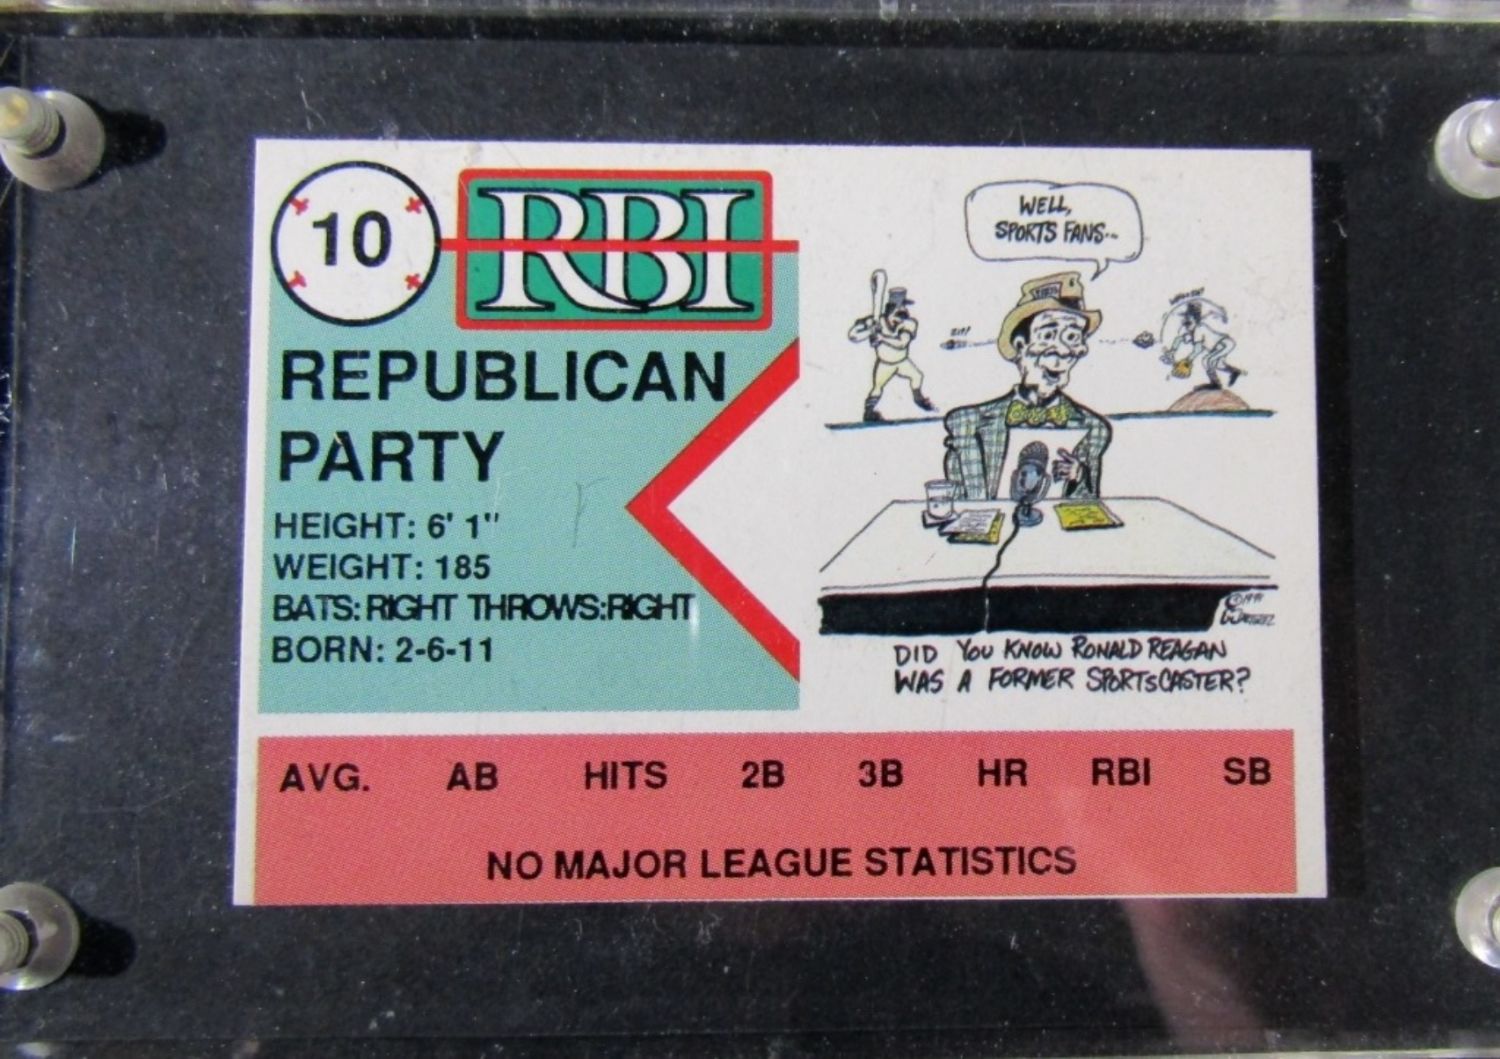 10
RBI
REPUBLICAN
PARTY
HEIGHT: 6' 1"
WEIGHT: 185
BATS: RIGHT THROWS:RIGHT
BORN: 2-6-11
WELL,
SPORTS FANS...
ZIP!
DID YOU KNOW RONALD REAGAN
WAS A FORMER SPORTSCASTER?
AVG. AB HITS 2B 3B HR RBI SB
NO MAJOR LEAGUE STATISTICS